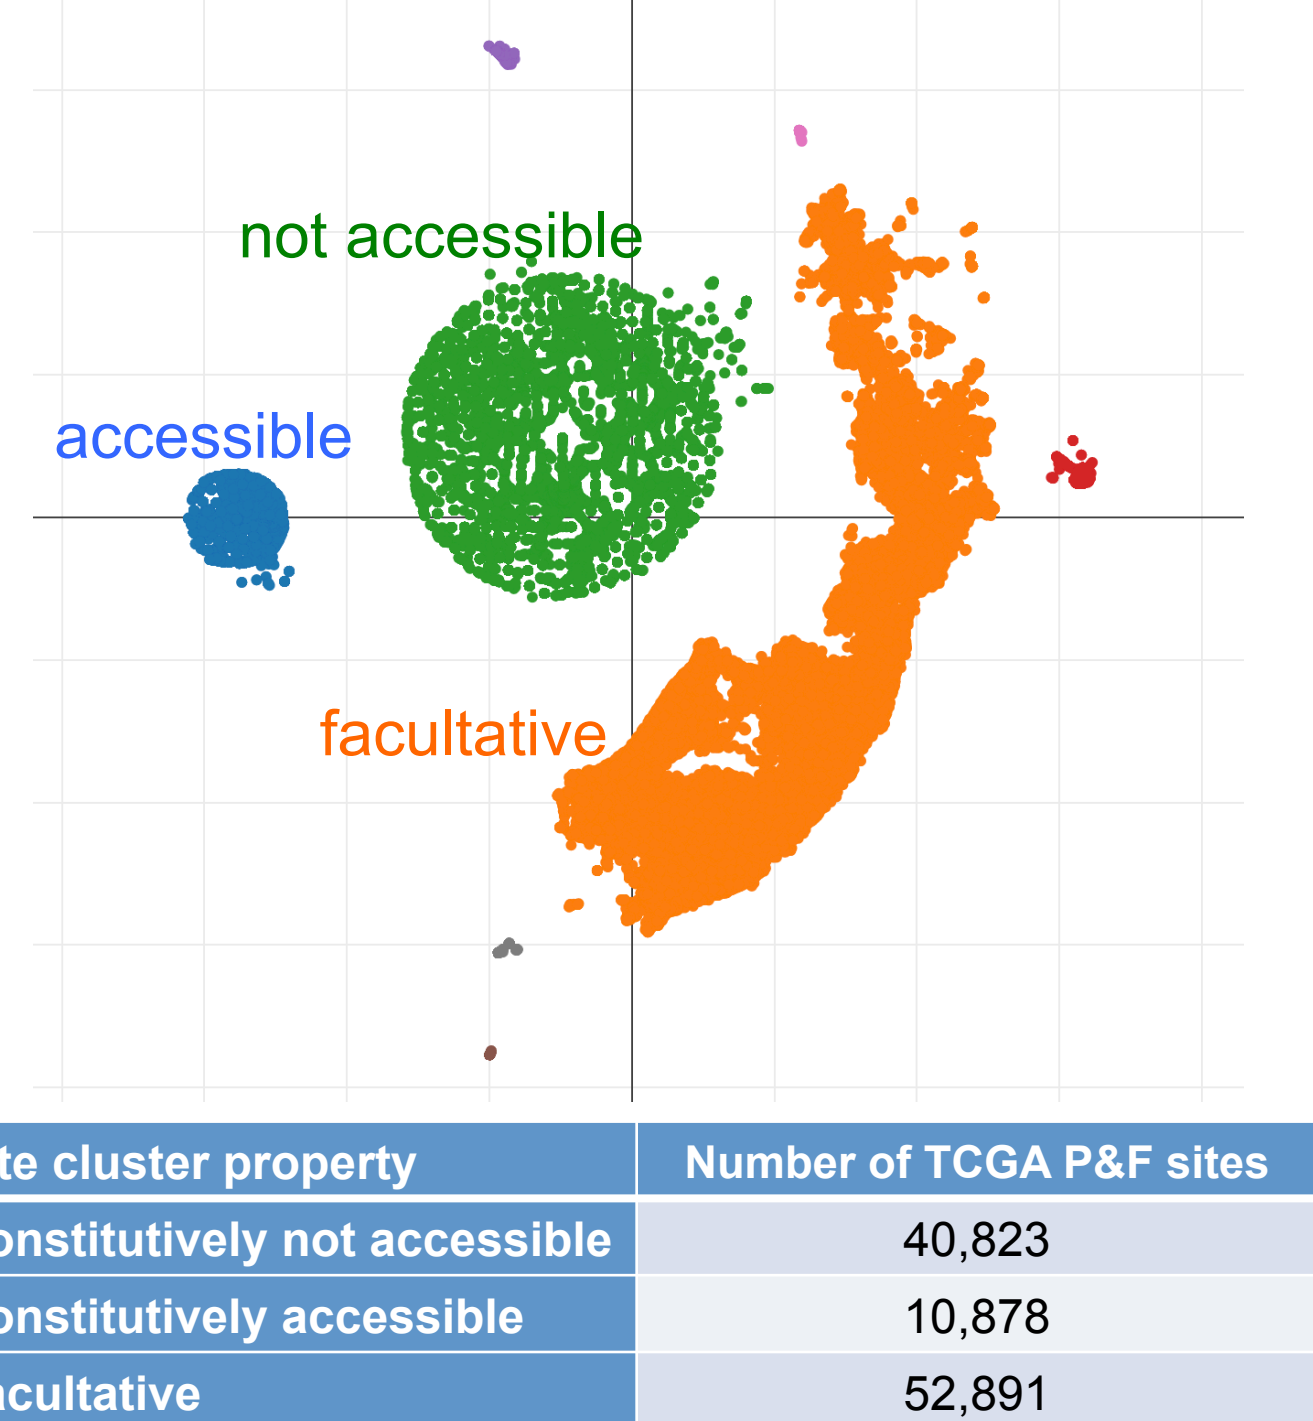 not accessible
accessible
facultative
te cluster property Number of TCGA P&F sites
onstitutively not accessible 40,823
onstitutively accessible 10,878
acultative 52,891